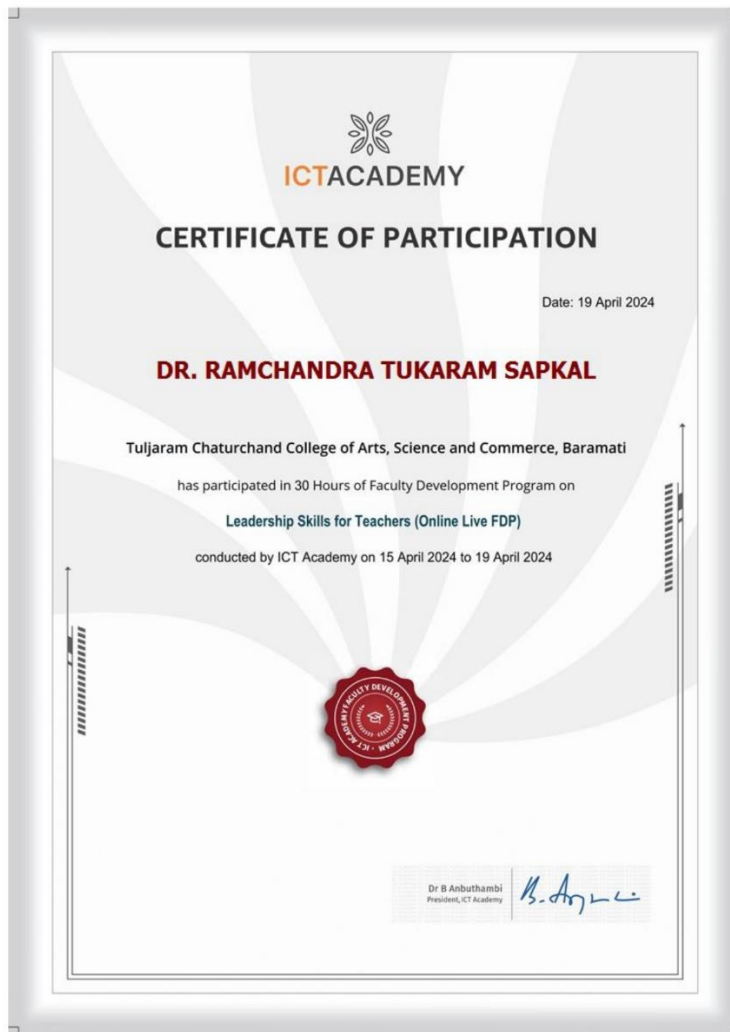 ICTACADEMY
CERTIFICATE OF PARTICIPATION
Date: 19 April 2024
DR. RAMCHANDRA TUKARAM SAPKAL
Tuljaram Chaturchand College of Arts, Science and Commerce, Baramati
has participated in 30 Hours of Faculty Development Program on
Leadership Skills for Teachers (Online Live FDP)
conducted by ICT Academy on 15 April 2024 to 19 April 2024
ICT ACADEMY FACULTY DEVELOPMENT PROGRAM
Dr B Anbuthambi
President, ICT Academy